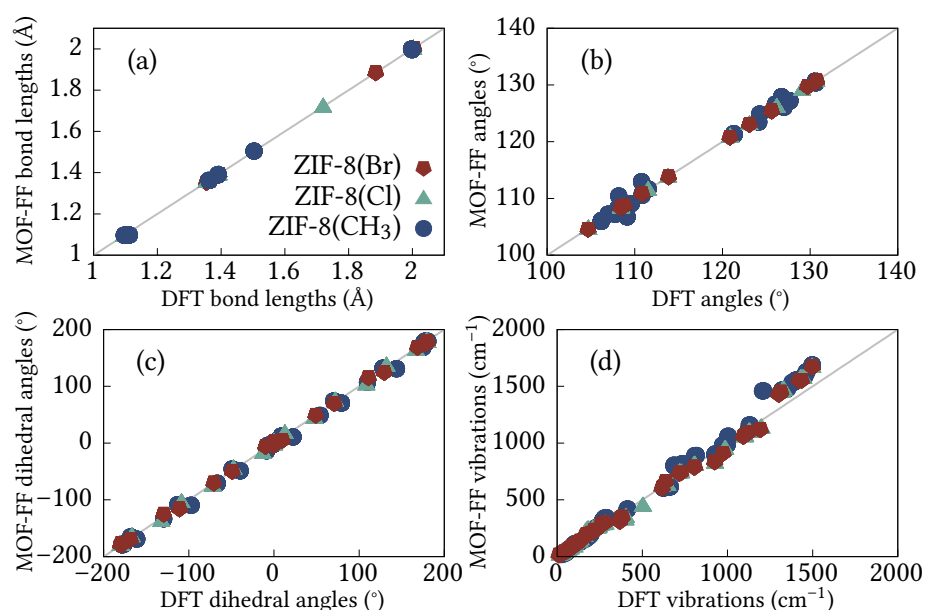 MOF-FF bond lengths (Å)
2
1.8
1.6
1.4
1.2
1
(a)
ZIF-8(Br)
ZIF-8(Cl)
ZIF-8(CH₃)
1 1.2 1.4 1.6 1.8 2
DFT bond lengths (Å)
MOF-FF angles (°)
140
130
120
110
100
(b)
100 110 120 130 140
DFT angles (°)
MOF-FF dihedral angles (°)
200
100
0
−100
−200
(c)
−200 −100 0 100 200
DFT dihedral angles (°)
MOF-FF vibrations (cm⁻¹)
2000
1500
1000
500
0
(d)
0 500 1000 1500 2000
DFT vibrations (cm⁻¹)